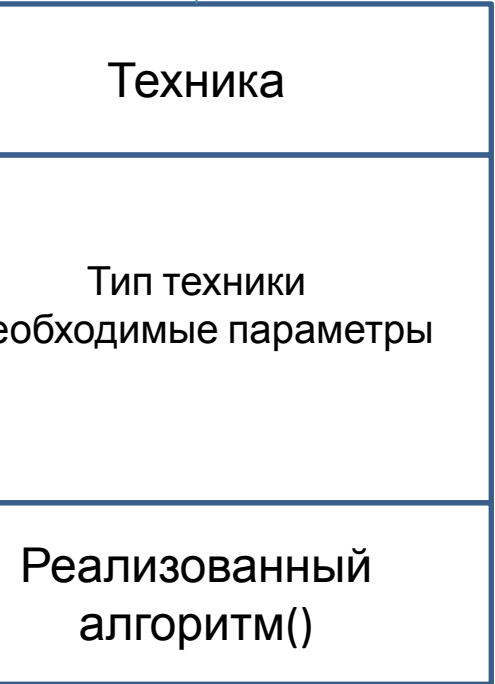 Техника
Тип техники
еобходимые параметры
Реализованный
алгоритм()